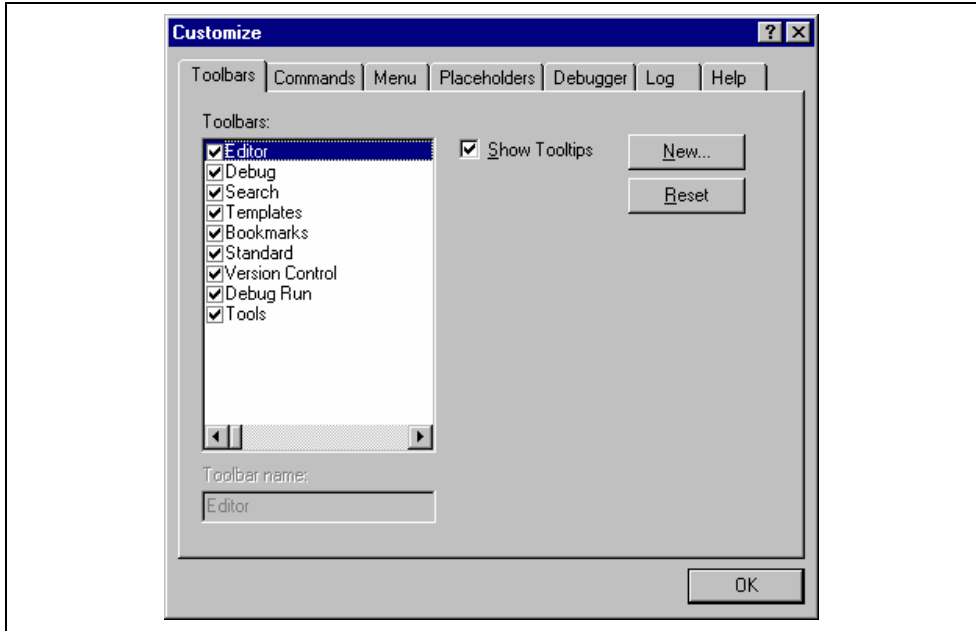 Customize
Toolbars Commands Menu Placeholders Debugger Log Help
Toolbars:
Editor
Debug
Search
Templates
Bookmarks
Standard
Version Control
Debug Run
Tools
Show Tooltips
New...
Reset
Toolbar name:
Editor
OK